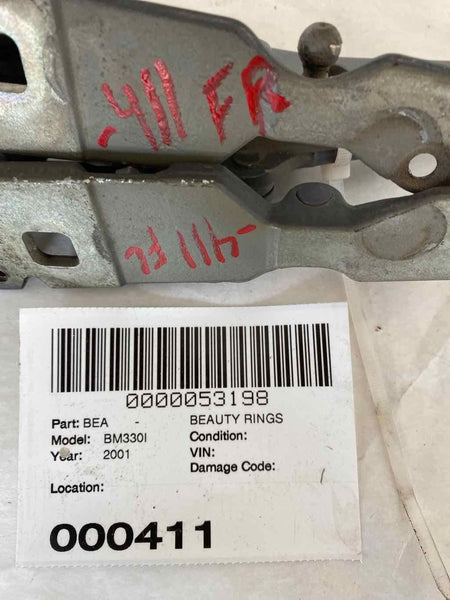 -411 FR
-411 FL
0000053198
Part: BEA - BEAUTY RINGS
Model: BM330I Condition:
Year: 2001 VIN:
Damage Code:
Location:
000411